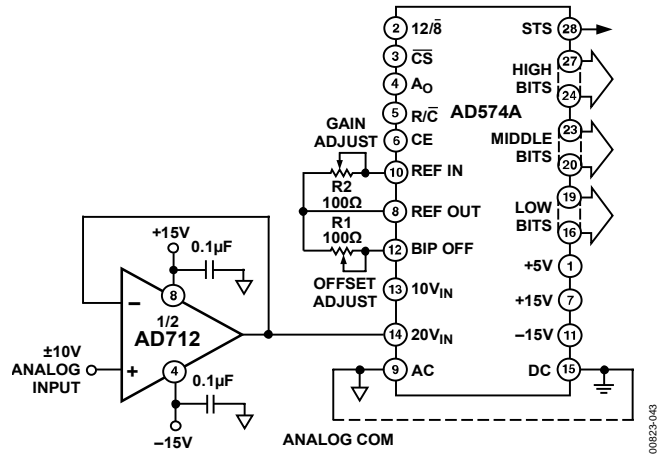 2 12/8̅
3 C̅S̅
4 AO
5 R/C̅
6 CE
GAIN
ADJUST
10 REF IN
R2
100Ω
8 REF OUT
R1
100Ω
12 BIP OFF
OFFSET
ADJUST
13 10VIN
14 20VIN
9 AC
AD574A
STS 28
27
HIGH
BITS
24
23
MIDDLE
BITS
20
19
LOW
BITS
16
+5V 1
+15V 7
–15V 11
DC 15
+15V
0.1µF
8
–
1/2
AD712
±10V
ANALOG
INPUT
+
4
0.1µF
–15V
ANALOG COM
00823-043